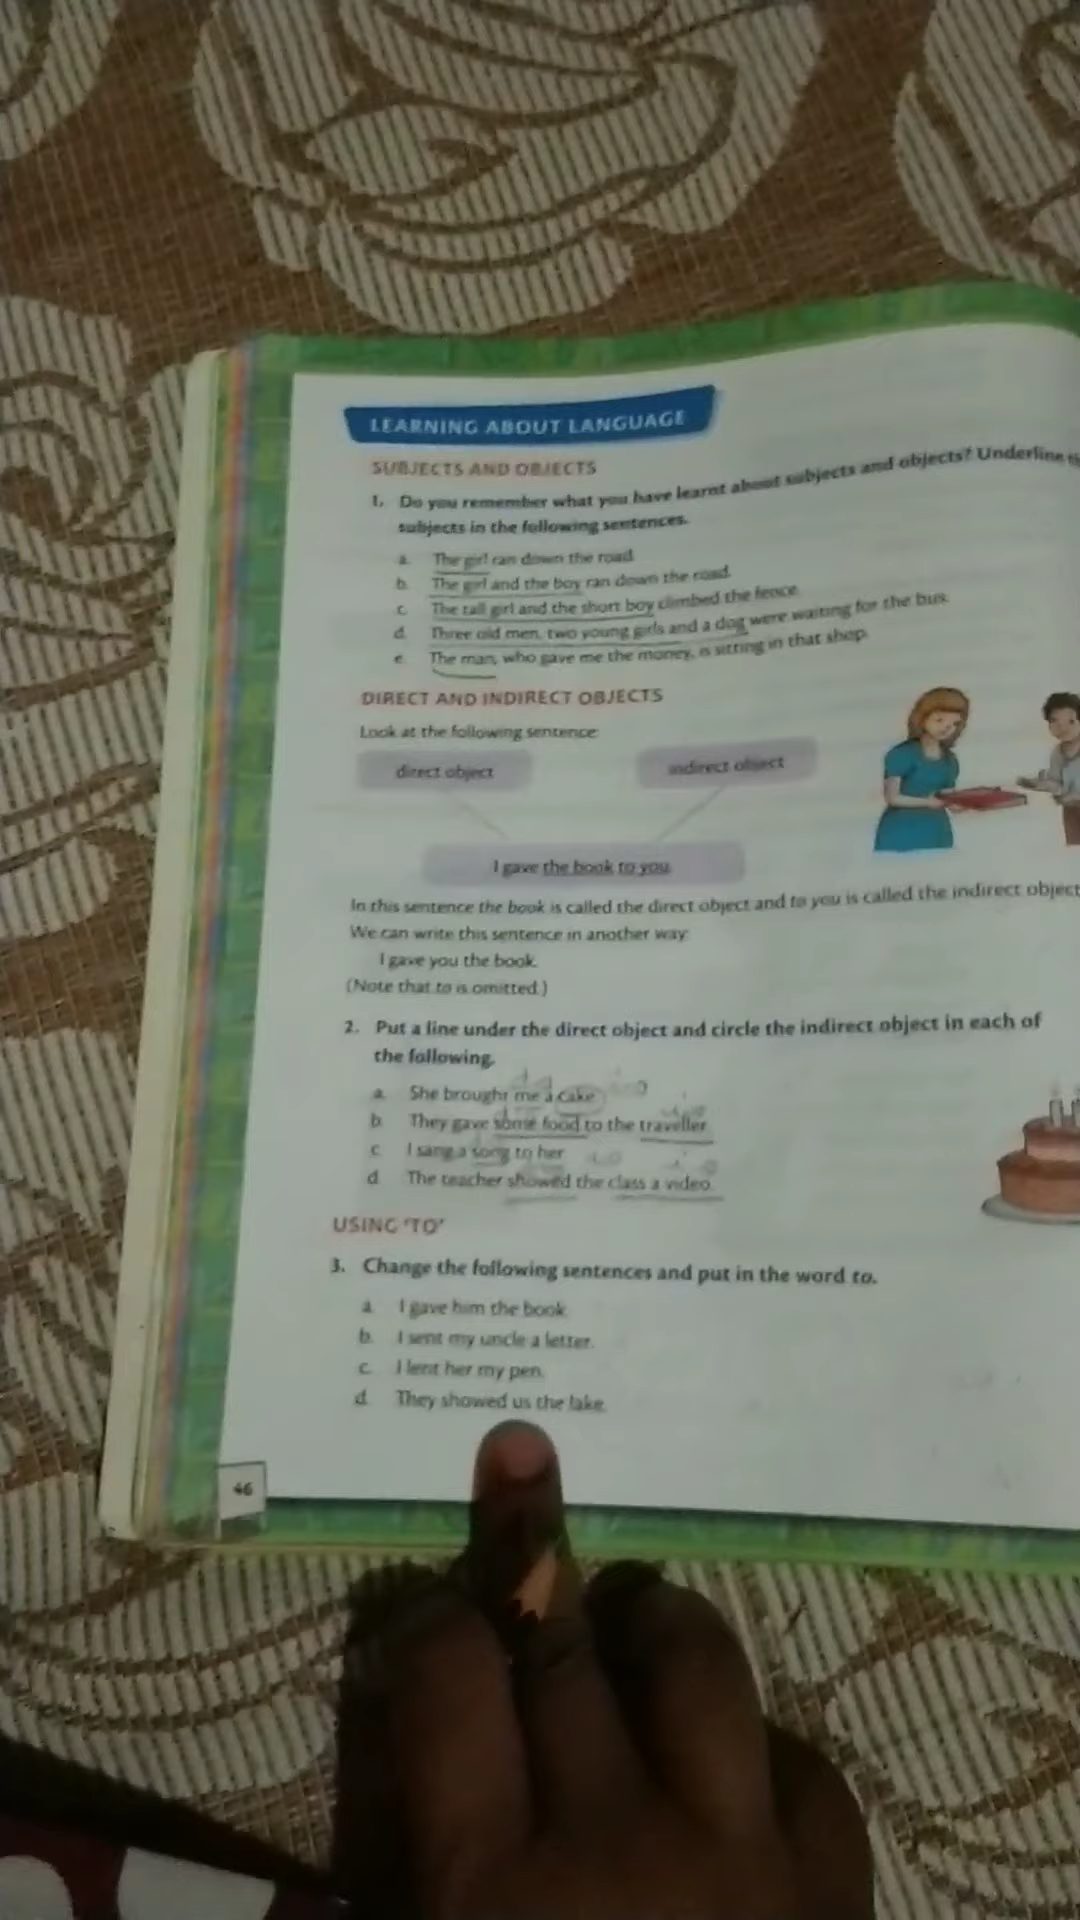 LEARNING ABOUT LANGUAGE
SUBJECTS AND OBJECTS
1. Do you remember what you have learnt about subjects and objects? Underline
subjects in the following sentences.
a. The girl ran down the road.
b. The girl and the boy ran down the road.
c. The tall girl and the short boy climbed the fence.
d. Three old men, two young girls and a dog were waiting for the bus.
e. The man, who gave me the money, is sitting in that shop.
DIRECT AND INDIRECT OBJECTS
Look at the following sentence:
direct object
indirect object
I gave the book to you.
In this sentence the book is called the direct object and to you is called the indirect object
We can write this sentence in another way:
I gave you the book.
(Note that to is omitted.)
2. Put a line under the direct object and circle the indirect object in each of
the following.
a. She brought me a cake.
b. They gave some food to the traveller.
c. I sang a song to her.
d. The teacher showed the class a video.
USING 'TO'
3. Change the following sentences and put in the word to.
a. I gave him the book.
b. I sent my uncle a letter.
c. I lent her my pen.
d. They showed us the lake.
46